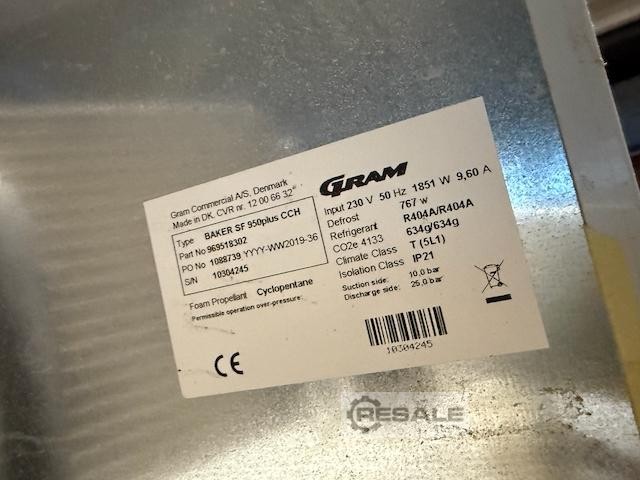 GRAM
Gram Commercial A/S, Denmark
Made in DK, CVR nr. 12 00 66 32
Type BAKER SF 950plus CCH
Part No 969518302
PO No 1088739 YYYY-WW2019-36
S/N 10304245
Foam Propellant Cyclopentane
Permissible operation over-pressure:
Input 230 V 50 Hz 1851 W 9,60 A
Defrost 767 w
Refrigerant R404A/R404A
CO2e 4133 634g/634g
Climate Class T (5L1)
Isolation Class IP21
Suction side: 10,0 bar
Discharge side: 25,0 bar
CE
10304245
RESALE